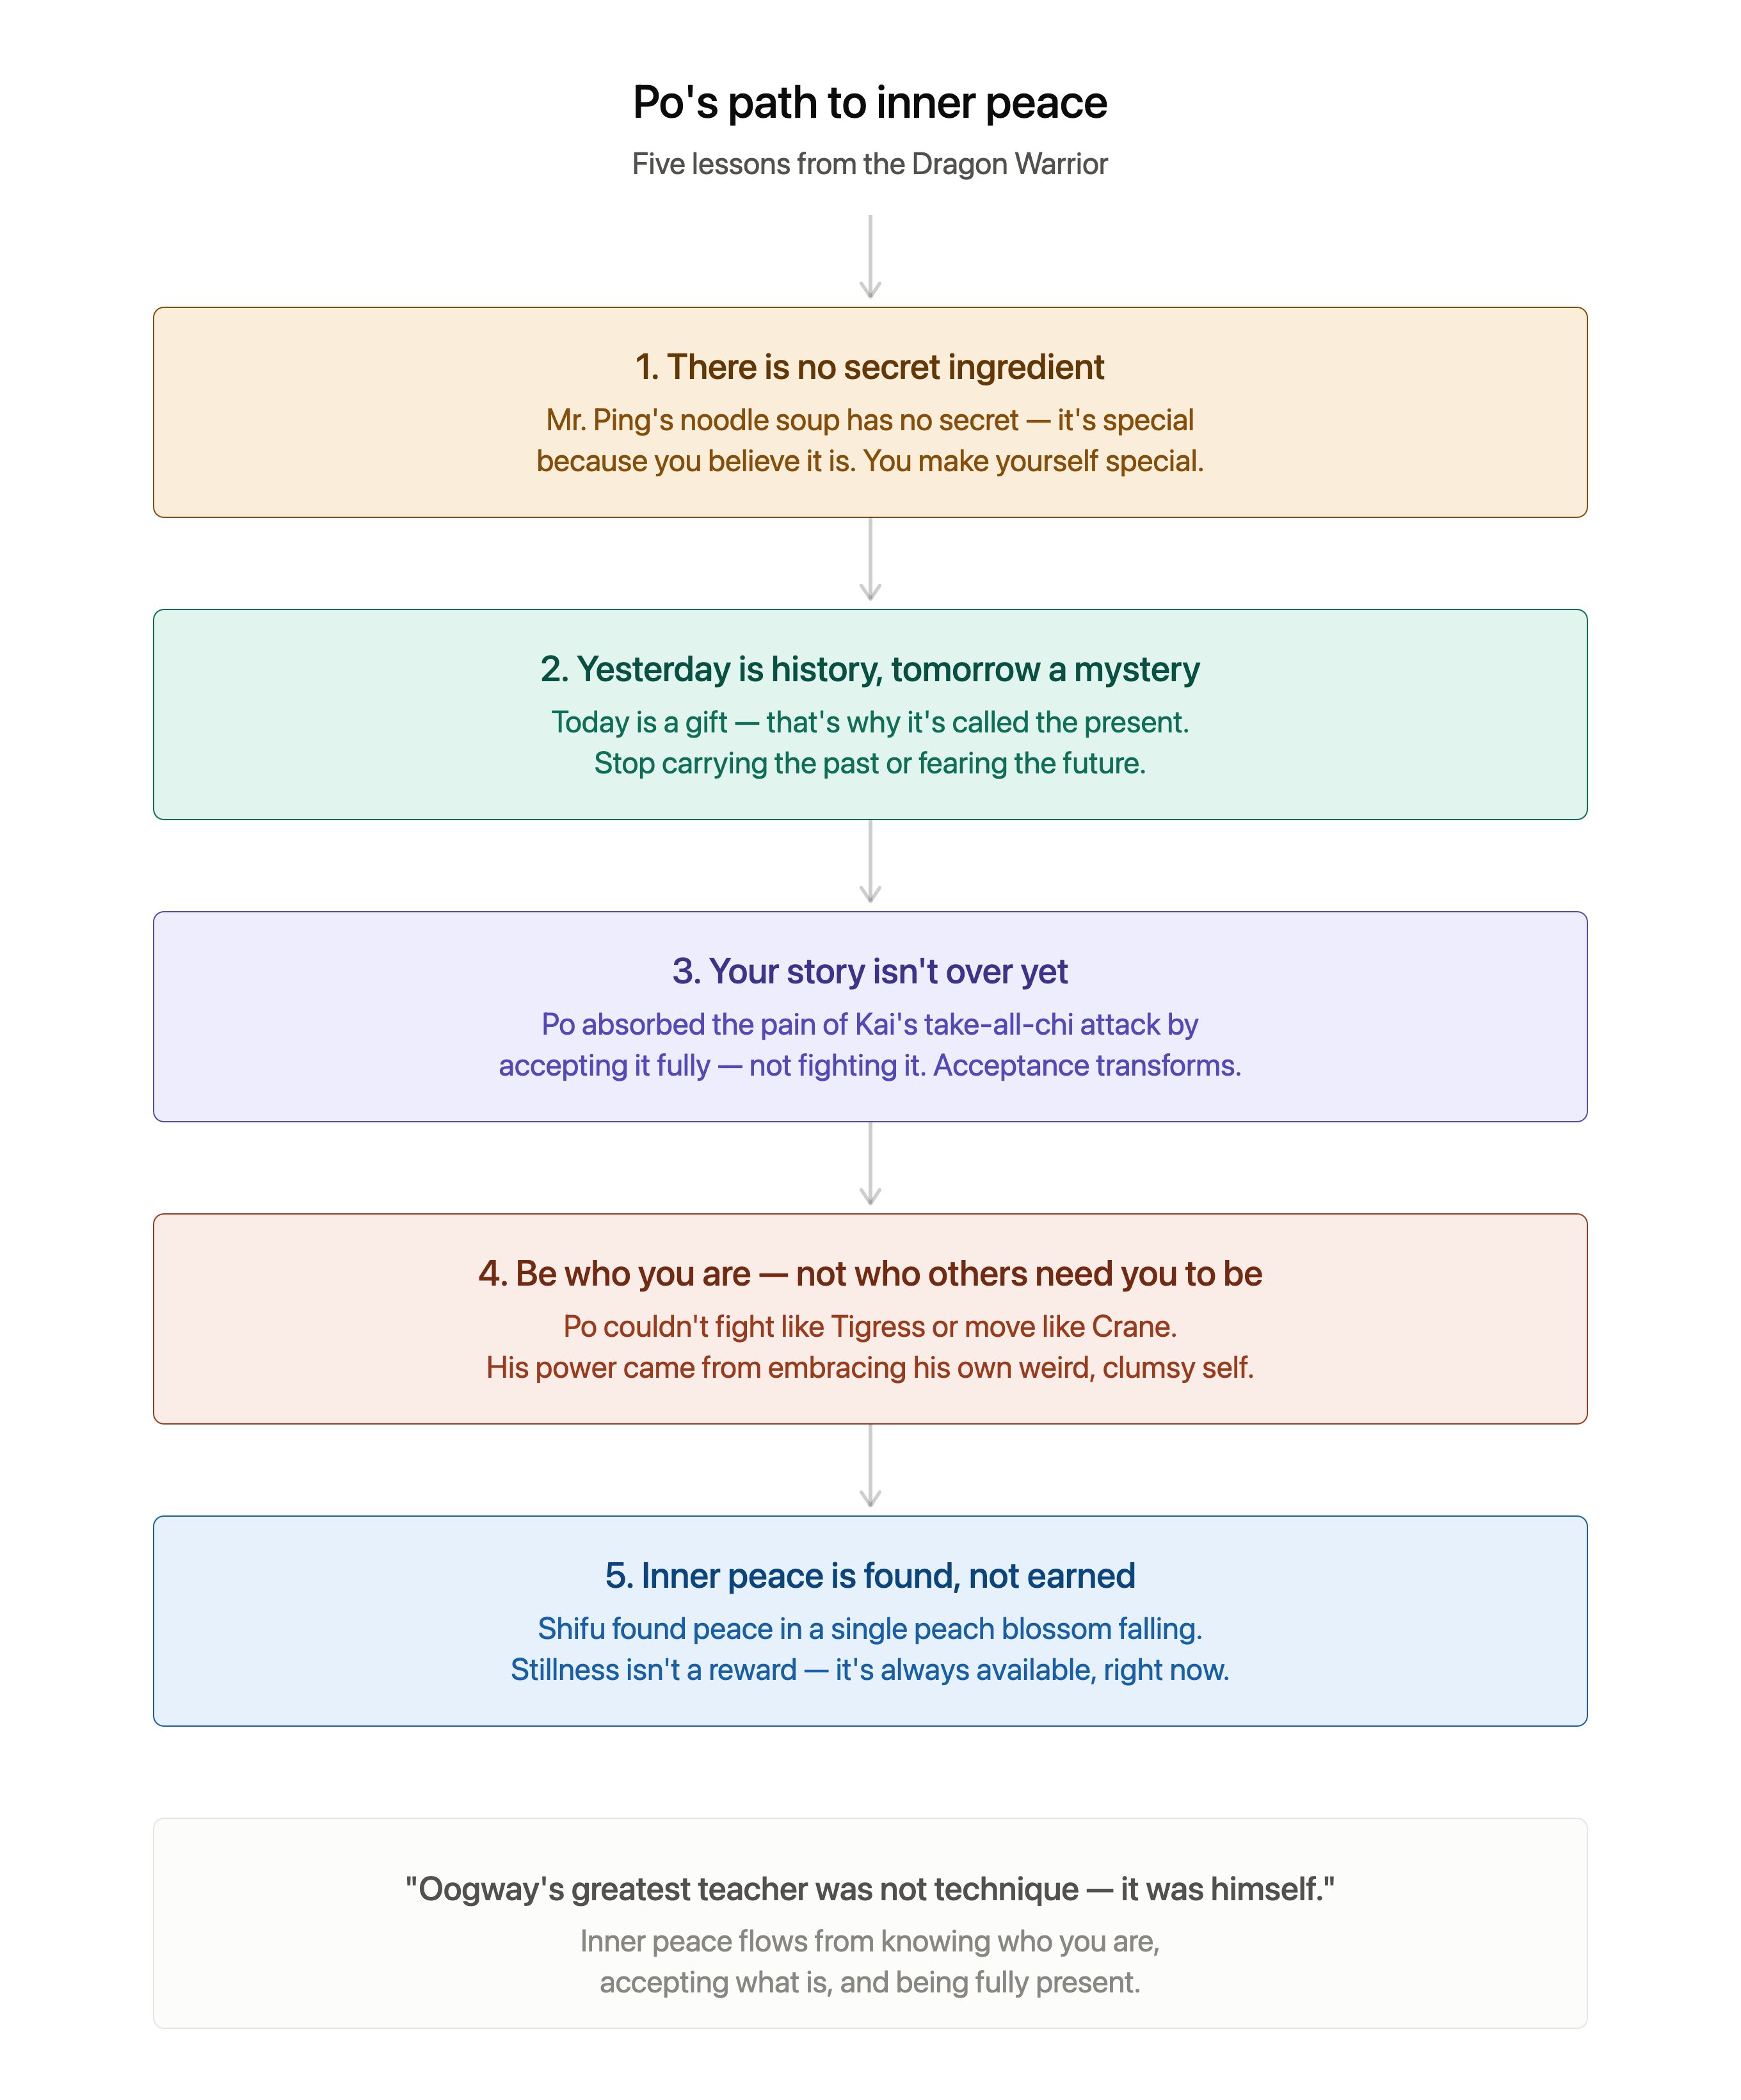 Po's path to inner peace
Five lessons from the Dragon Warrior
1. There is no secret ingredient
Mr. Ping's noodle soup has no secret — it's special
because you believe it is. You make yourself special.
2. Yesterday is history, tomorrow a mystery
Today is a gift — that's why it's called the present.
Stop carrying the past or fearing the future.
3. Your story isn't over yet
Po absorbed the pain of Kai's take-all-chi attack by
accepting it fully — not fighting it. Acceptance transforms.
4. Be who you are — not who others need you to be
Po couldn't fight like Tigress or move like Crane.
His power came from embracing his own weird, clumsy self.
5. Inner peace is found, not earned
Shifu found peace in a single peach blossom falling.
Stillness isn't a reward — it's always available, right now.
"Oogway's greatest teacher was not technique — it was himself."
Inner peace flows from knowing who you are,
accepting what is, and being fully present.